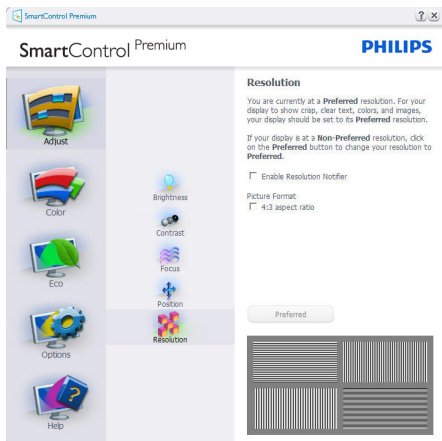 SmartControl Premium
SmartControl Premium
PHILIPS
Adjust
Color
Eco
Options
Help
Brightness
Contrast
Focus
Position
Resolution
Resolution
You are currently at a Preferred resolution. For your
display to show crisp, clear text, colors, and images,
your display should be set to its Preferred resolution.
If your display is at a Non-Preferred resolution, click
on the Preferred button to change your resolution to
Preferred.
Enable Resolution Notifier
Picture Format
4:3 aspect ratio
Preferred